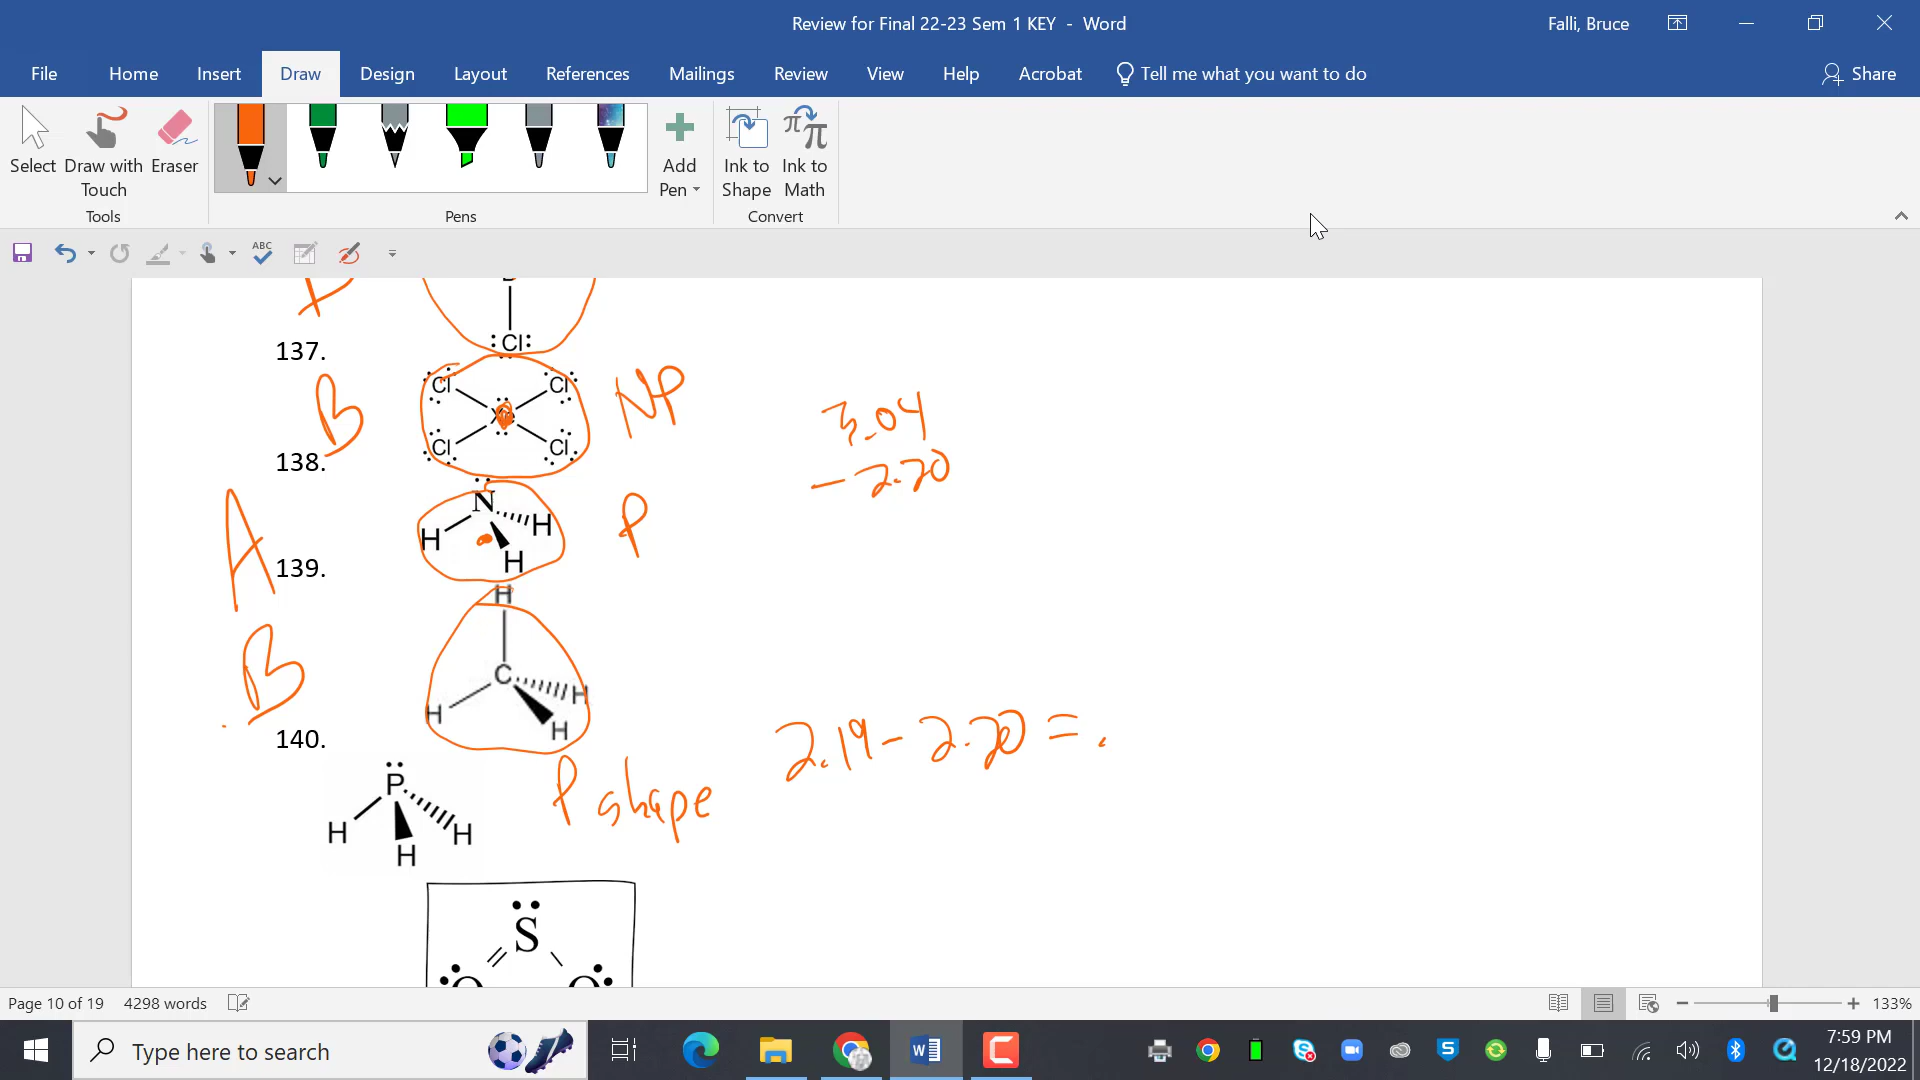 Review for Final 22-23 Sem 1 KEY - Word
Falli, Bruce
File Home Insert Draw Design Layout References Mailings Review View Help Acrobat Tell me what you want to do Share
Select Draw with Touch Eraser
Add Pen
Ink to Shape
Ink to Math
Tools
Pens
Convert
ABC
:Cl:
137.
B
Cl Cl
NP
3.04
Cl Cl
138.
- 2.20
N
H H
H
P
A
139.
H
C
H H
H
B
140.
2.19 - 2.20 = .
P
H H
H
P shape
S
Page 10 of 19 4298 words
133%
Type here to search
7:59 PM
12/18/2022